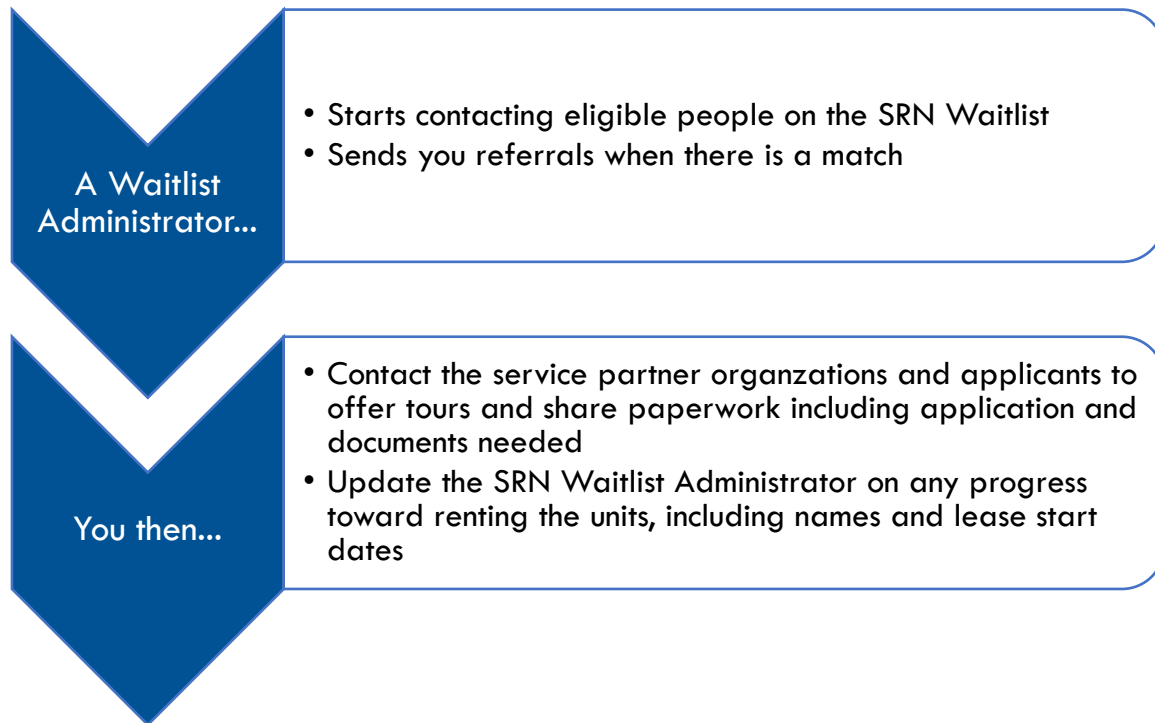 A Waitlist
Administrator...
• Starts contacting eligible people on the SRN Waitlist
• Sends you referrals when there is a match
You then...
• Contact the service partner organzations and applicants to
offer tours and share paperwork including application and
documents needed
• Update the SRN Waitlist Administrator on any progress
toward renting the units, including names and lease start
dates